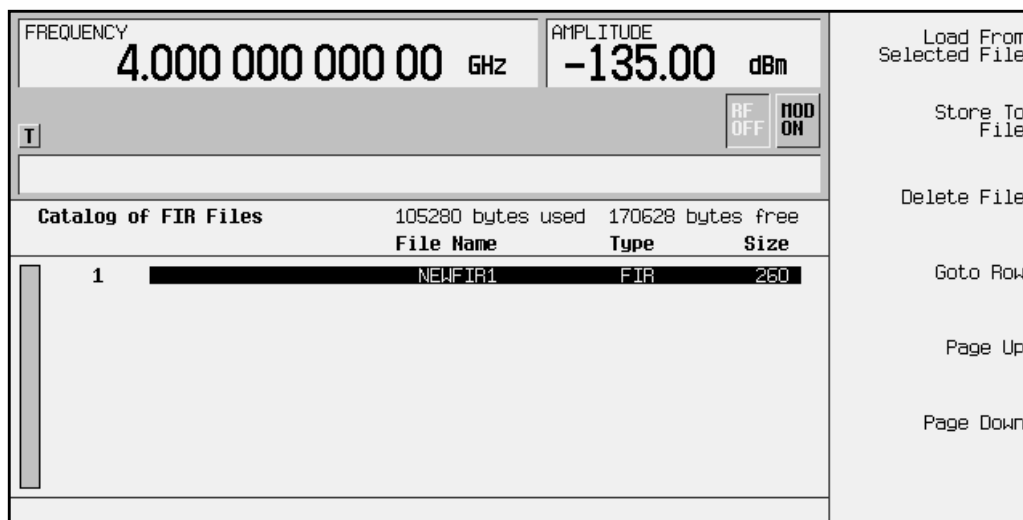 FREQUENCY
4.000 000 000 00 GHz
AMPLITUDE
-135.00 dBm
RF OFF
MOD ON
T
Catalog of FIR Files 105280 bytes used 170628 bytes free
File Name Type Size
1 NEWFIR1 FIR 260
Load From
Selected File
Store To
File
Delete File
Goto Row
Page Up
Page Down